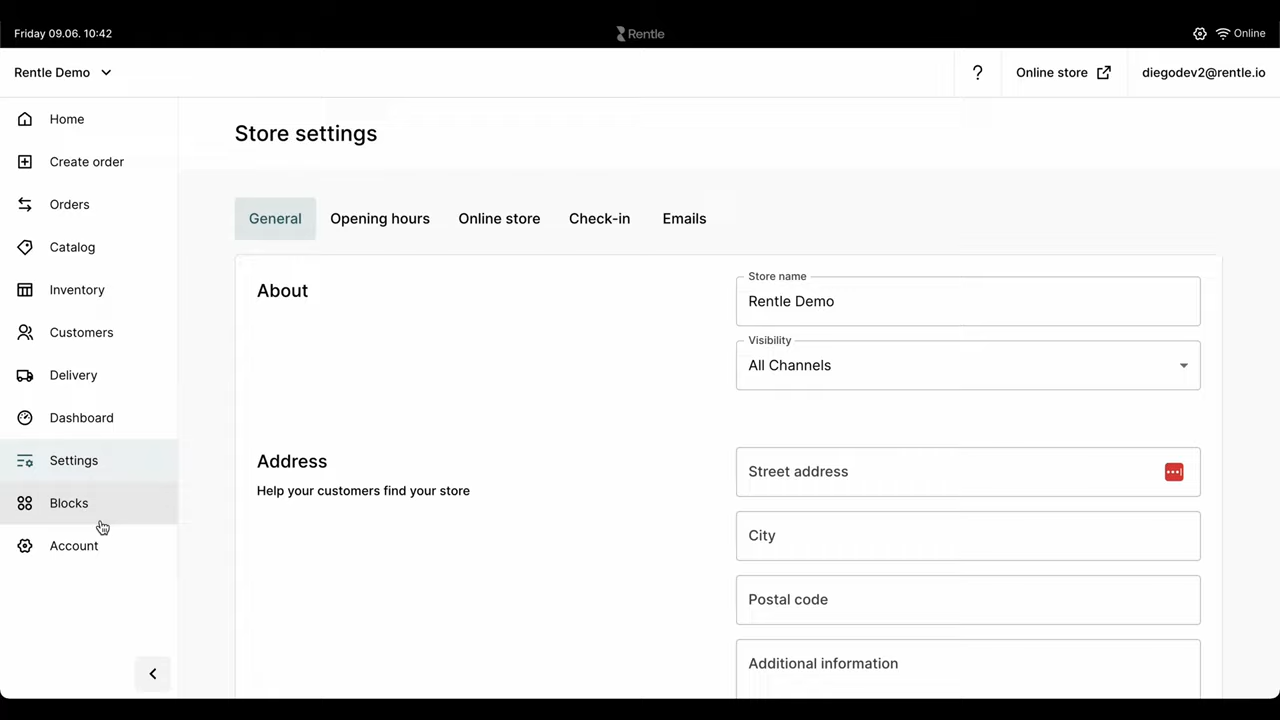 Friday 09.06. 10:42
Rentle
Online
Rentle Demo
?
Online store
diegodev2@rentle.io
Home
Create order
Orders
Catalog
Inventory
Customers
Delivery
Dashboard
Settings
Blocks
Account
Store settings
General
Opening hours
Online store
Check-in
Emails
About
Store name
Rentle Demo
Visibility
All Channels
Address
Help your customers find your store
Street address
City
Postal code
Additional information